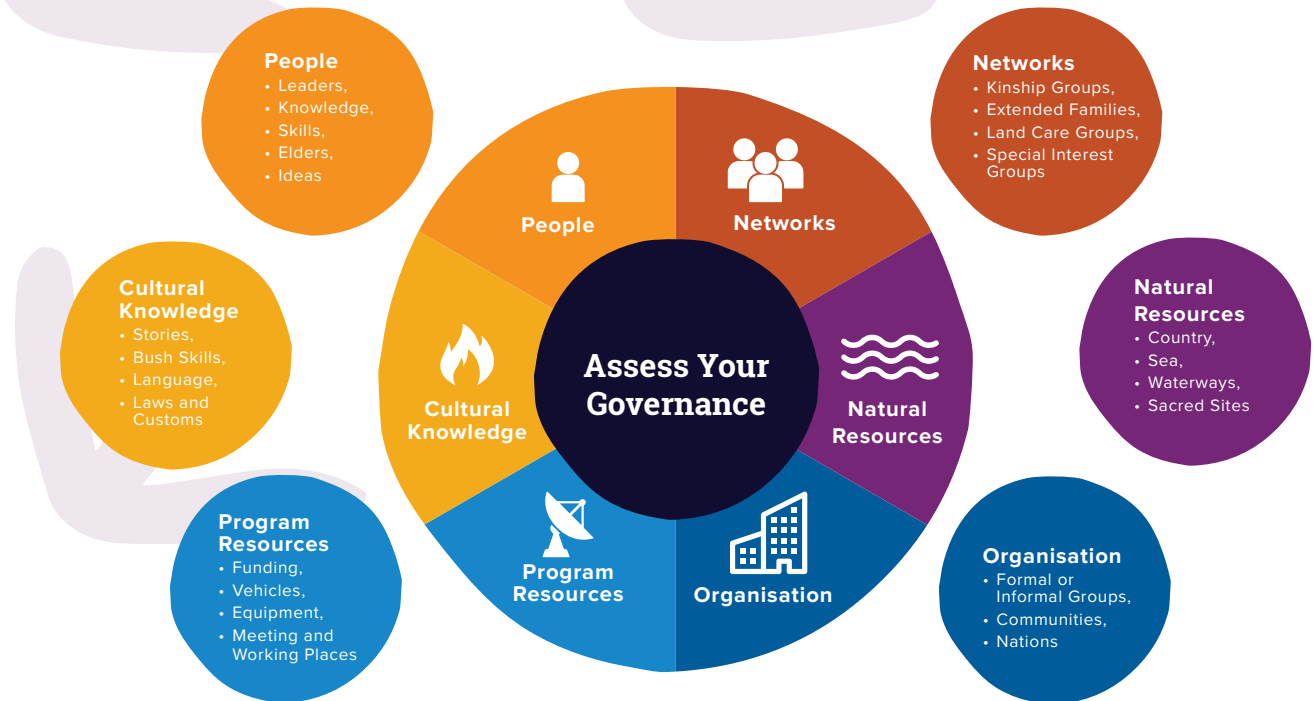 People
• Leaders,
• Knowledge,
• Skills,
• Elders,
• Ideas
Networks
• Kinship Groups,
• Extended Families,
• Land Care Groups,
• Special Interest
Groups
Cultural
Knowledge
• Stories,
• Bush Skills,
• Language,
• Laws and
Customs
Natural
Resources
• Country,
• Sea,
• Waterways,
• Sacred Sites
Program
Resources
• Funding,
• Vehicles,
• Equipment,
• Meeting and
Working Places
Organisation
• Formal or
Informal Groups,
• Communities,
• Nations
People
Networks
Cultural
Knowledge
Assess Your
Governance
Natural
Resources
Program
Resources
Organisation